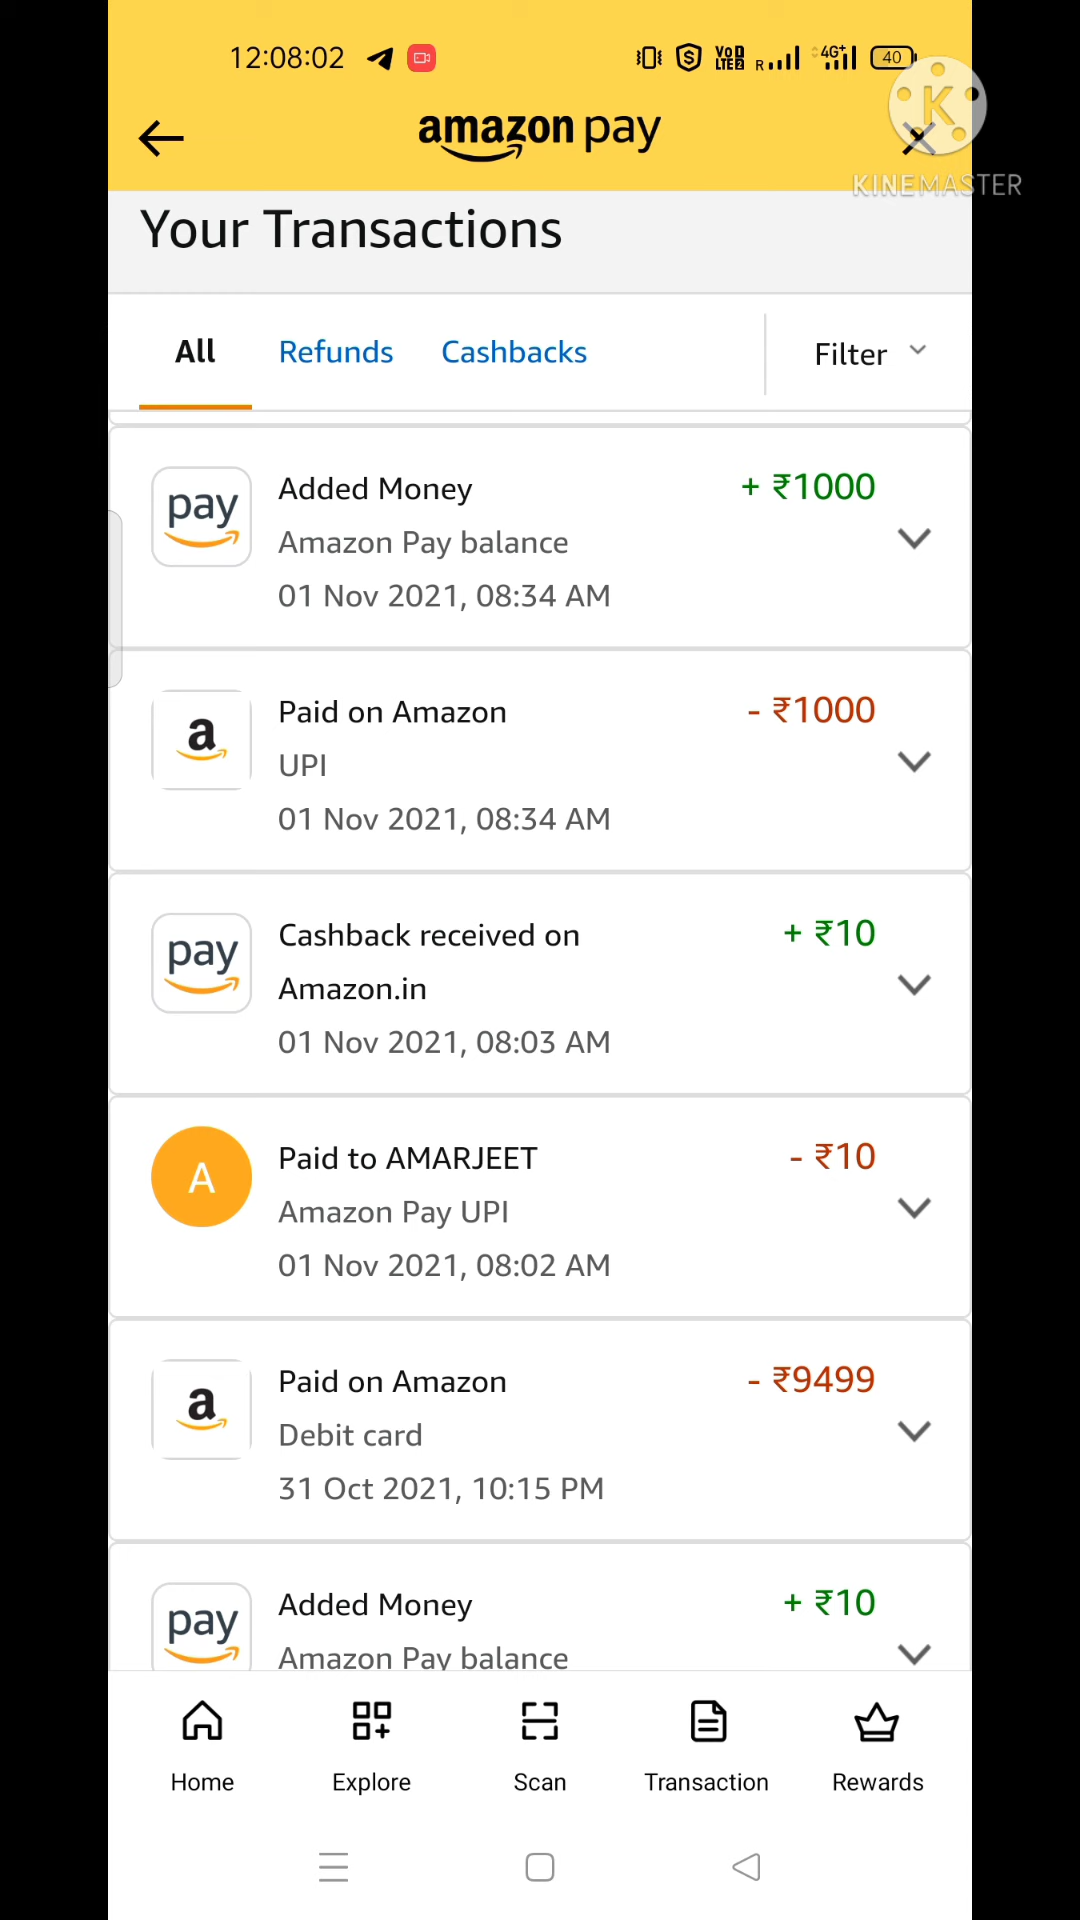 12:08:02
VoD LTE2 R 4G+ 40
amazon pay
K
KINEMASTER
Your Transactions
All Refunds Cashbacks Filter
pay
Added Money + ₹1000
Amazon Pay balance
01 Nov 2021, 08:34 AM
a
Paid on Amazon - ₹1000
UPI
01 Nov 2021, 08:34 AM
pay
Cashback received on + ₹10
Amazon.in
01 Nov 2021, 08:03 AM
A
Paid to AMARJEET - ₹10
Amazon Pay UPI
01 Nov 2021, 08:02 AM
a
Paid on Amazon - ₹9499
Debit card
31 Oct 2021, 10:15 PM
pay
Added Money + ₹10
Amazon Pay balance
Home Explore Scan Transaction Rewards